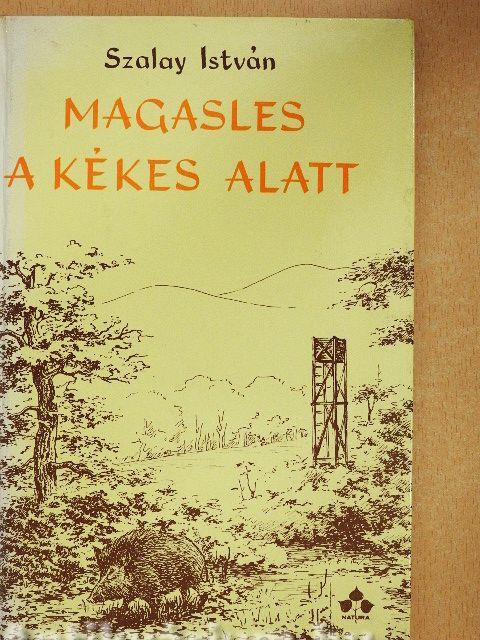 Szalay István
MAGASLES
A KÉKES ALATT
NATURA